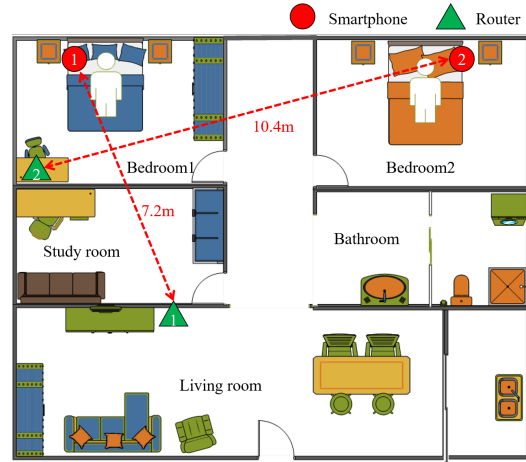 Smartphone Router
1 2
10.4m
2 Bedroom1 Bedroom2
7.2m
Study room Bathroom
1
Living room